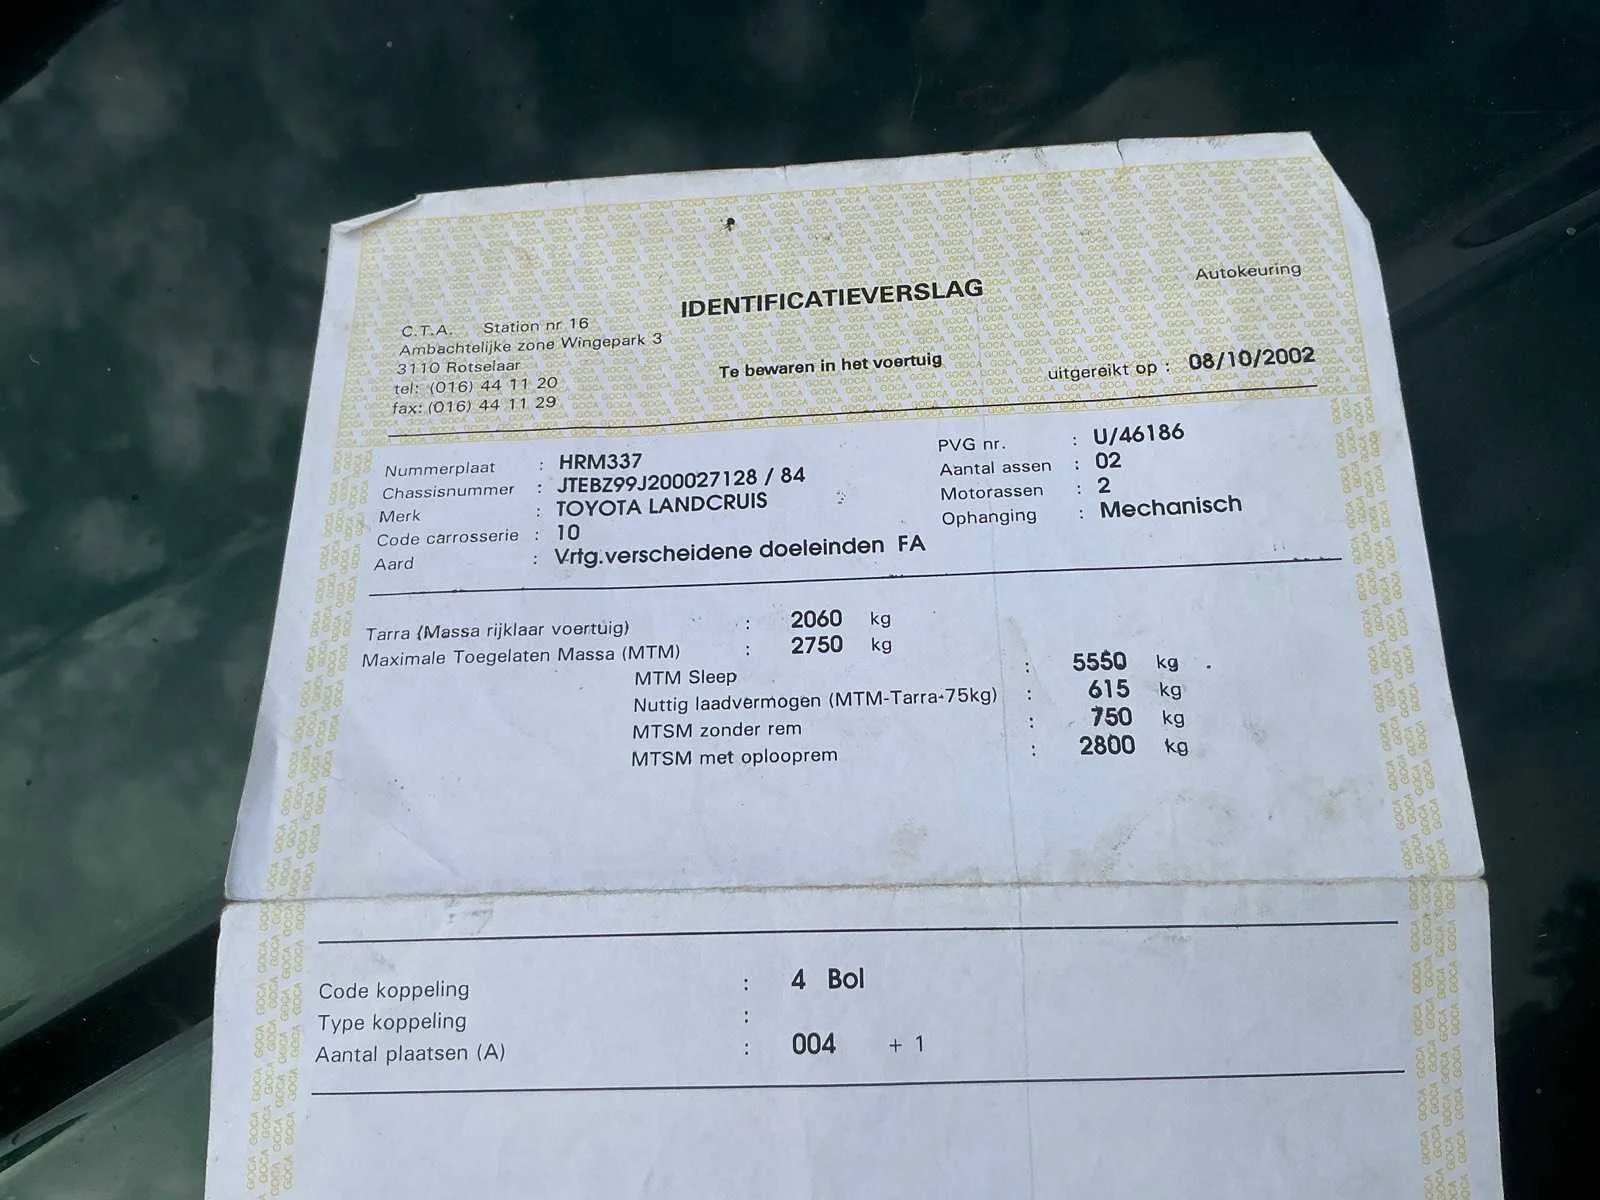 Autokeuring
IDENTIFICATIEVERSLAG
C.T.A. Station nr 16
Ambachtelijke zone Wingepark 3
3110 Rotselaar
tel: (016) 44 11 20
fax: (016) 44 11 29
Te bewaren in het voertuig
uitgereikt op : 08/10/2002
Nummerplaat : HRM337
Chassisnummer : JTEBZ99J200027128 / 84
Merk : TOYOTA LANDCRUIS
Code carrosserie : 10
Aard : Vrtg.verscheidene doeleinden FA
PVG nr. : U/46186
Aantal assen : 02
Motorassen : 2
Ophanging : Mechanisch
Tarra (Massa rijklaar voertuig) : 2060 kg
Maximale Toegelaten Massa (MTM) : 2750 kg
MTM Sleep : 5550 kg
Nuttig laadvermogen (MTM-Tarra-75kg) : 615 kg
MTSM zonder rem : 750 kg
MTSM met oplooprem : 2800 kg
Code koppeling : 4 Bol
Type koppeling :
Aantal plaatsen (A) : 004 + 1